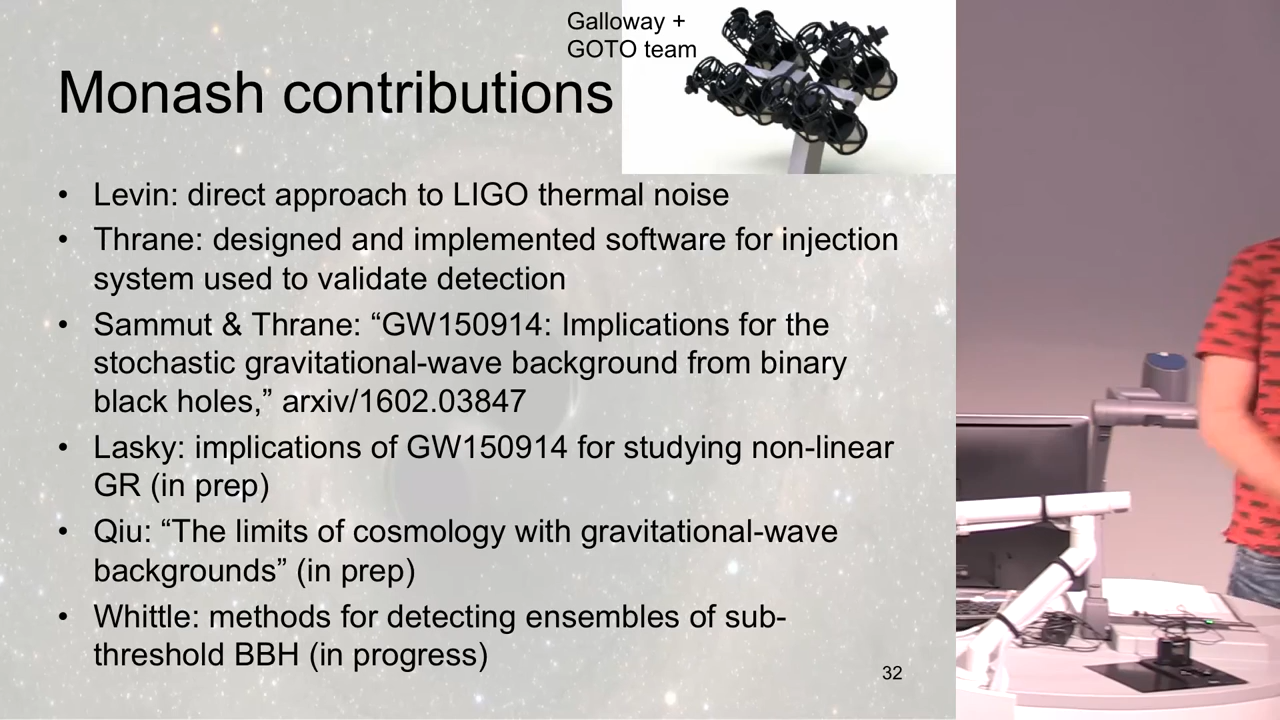 Galloway +
GOTO team
Monash contributions
• Levin: direct approach to LIGO thermal noise
• Thrane: designed and implemented software for injection
system used to validate detection
• Sammut & Thrane: “GW150914: Implications for the
stochastic gravitational-wave background from binary
black holes,” arxiv/1602.03847
• Lasky: implications of GW150914 for studying non-linear
GR (in prep)
• Qiu: “The limits of cosmology with gravitational-wave
backgrounds” (in prep)
• Whittle: methods for detecting ensembles of sub-
threshold BBH (in progress)
32